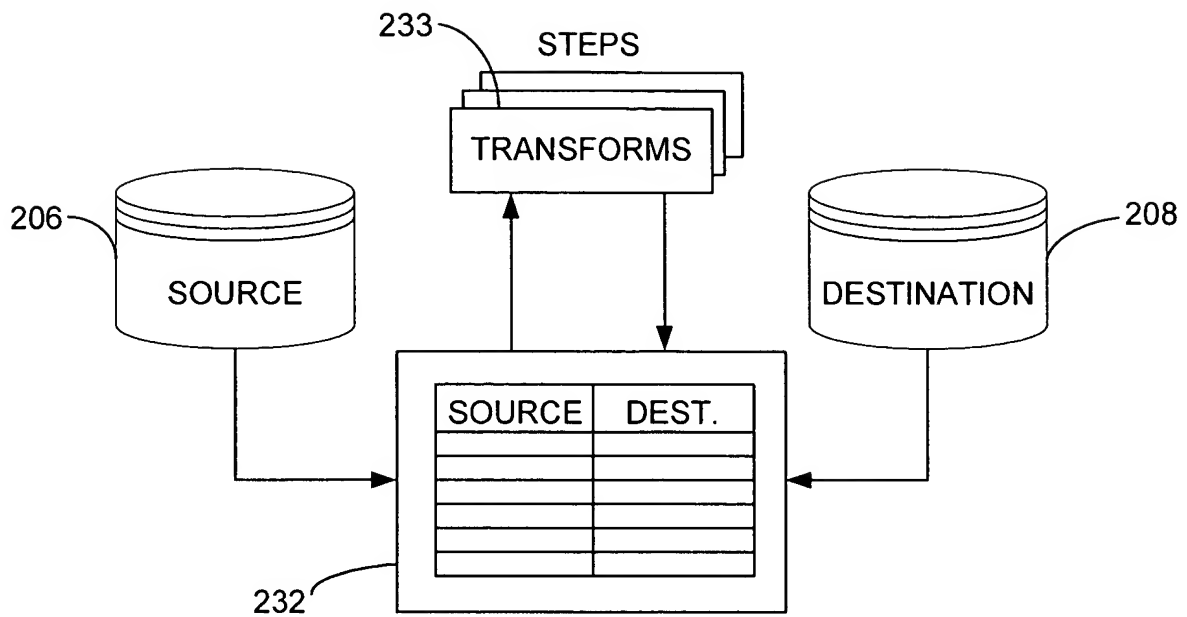 233
STEPS
TRANSFORMS
206
SOURCE
208
DESTINATION
SOURCE DEST.
232